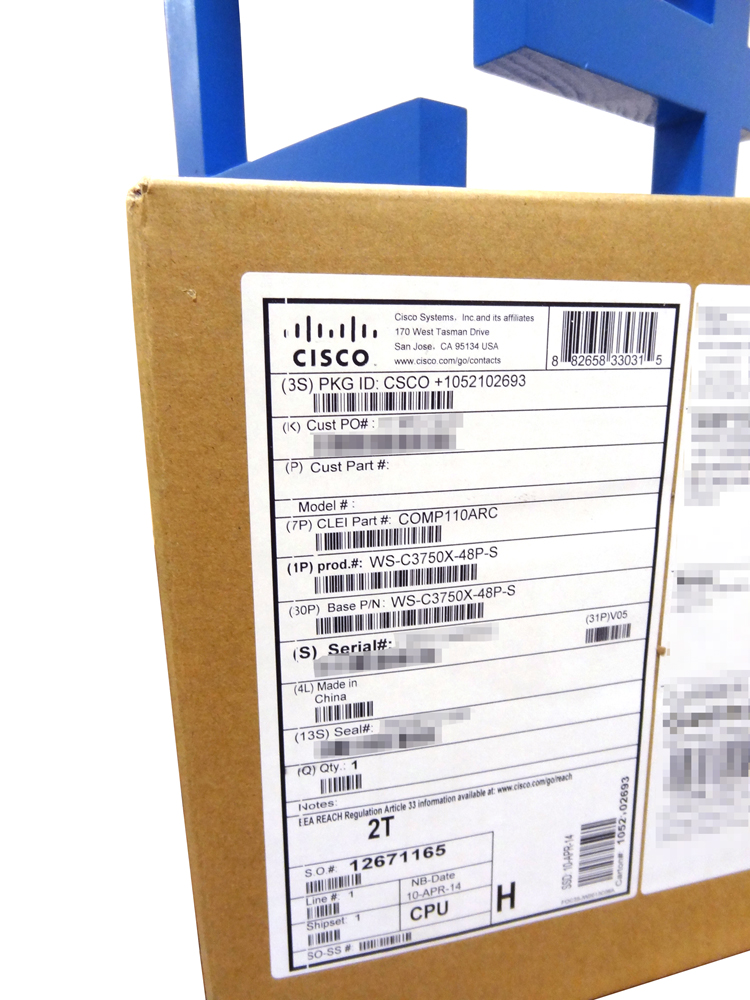 CISCO
Cisco Systems, Inc and its affiliates
170 West Tasman Drive
San Jose, CA 95134 USA
www.cisco.com/go/contacts
8 82658 33031 5
(3S) PKG ID: CSCO +1052102693
(K) Cust PO# :
(P) Cust Part #:
Model # :
(7P) CLEI Part #: COMP110ARC
(1P) prod.#: WS-C3750X-48P-S
(30P) Base P/N: WS-C3750X-48P-S
(S) Serial#:
(31P)V05
(4L) Made in
China
(13S) Seal#:
(Q) Qty.: 1
Notes:
EEA REACH Regulation Article 33 information available at: www.cisco.com/go/reach
2T
S.O.#: 12671165
Line #: 1
NB-Date
10-APR-14
Shipset: 1
CPU
SO-SS #:
H
SSD 10-APR-14
Carton# 1052.02693